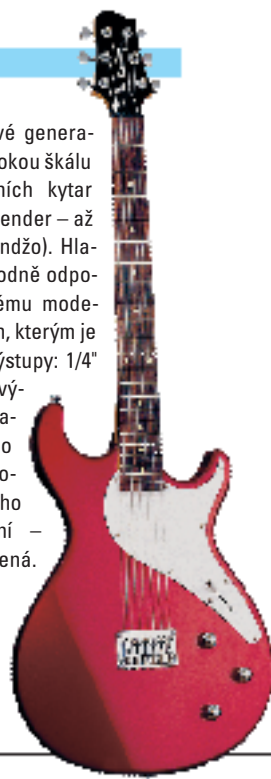 vé genera-
okou škálu
ních kytar
ender – až
ndžo). Hla-
odně odpo-
ému mode-
n, kterým je
ýstupy: 1/4"
vý-
a-
o
o-
ho
ní –
ená.